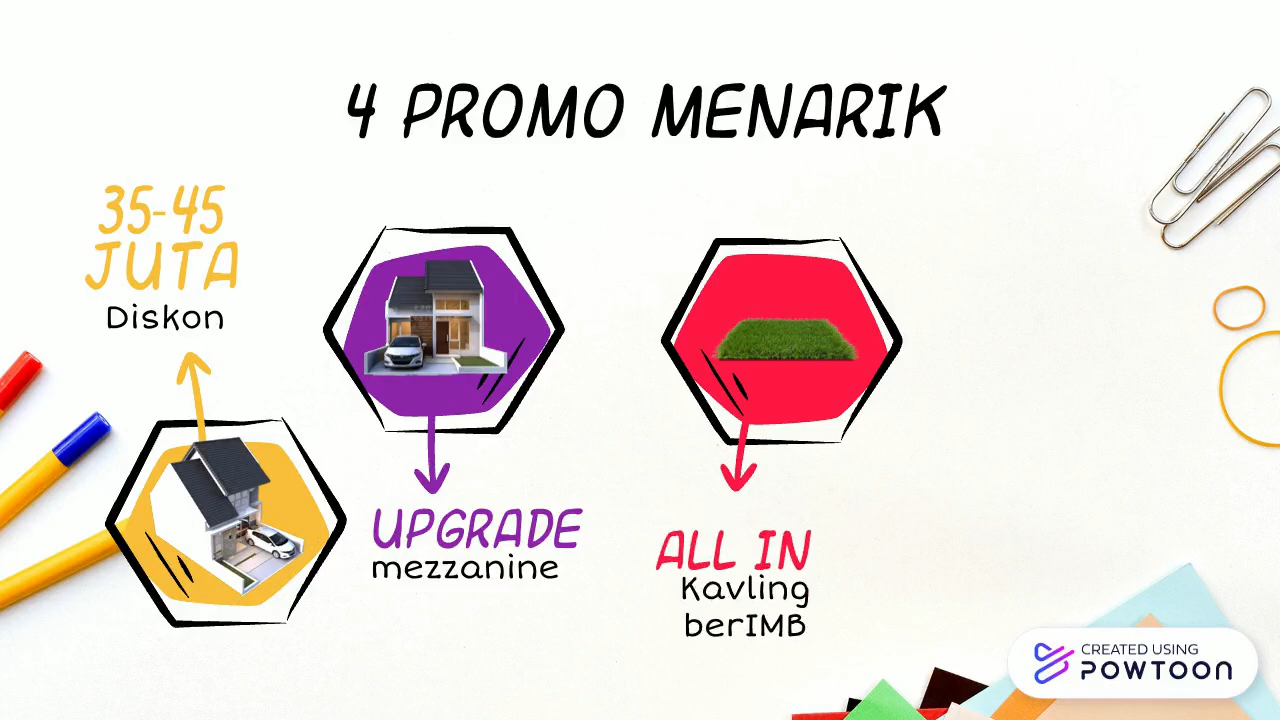 4 PROMO MENARIK
35-45
JUTA
Diskon
UPGRADE
mezzanine
ALL IN
Kavling
berIMB
CREATED USING
POWTOON